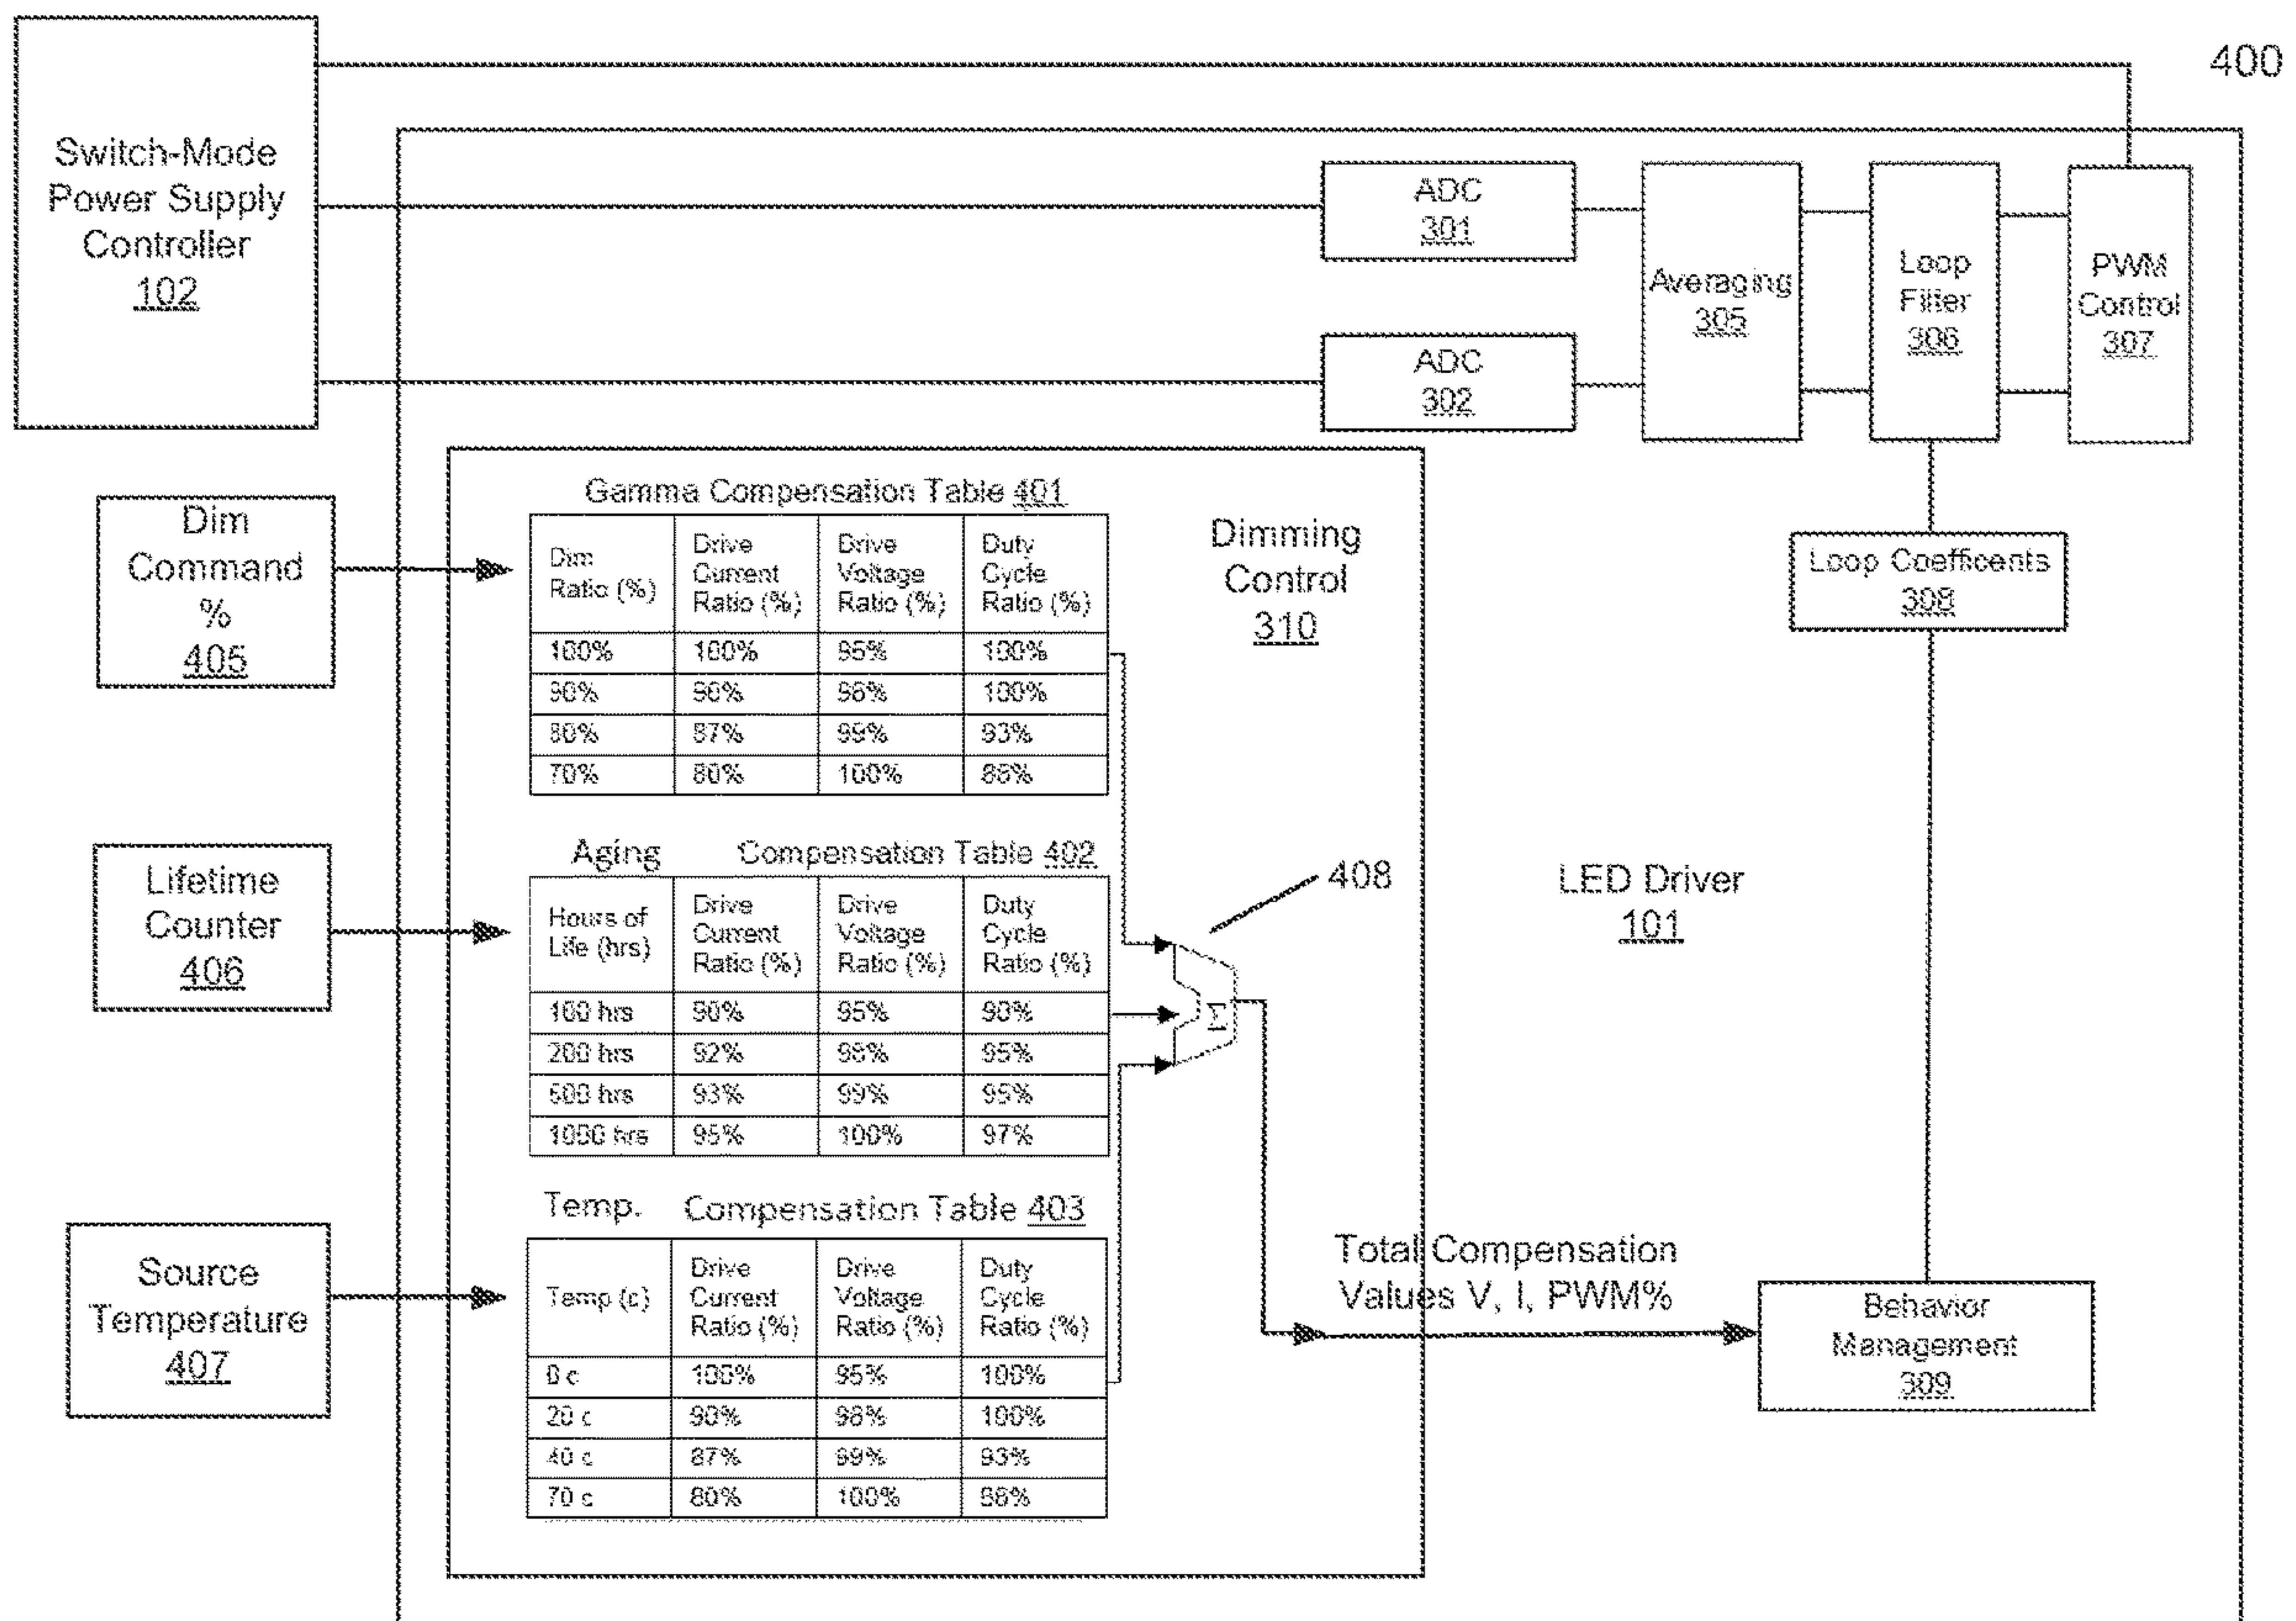 400
Switch-Mode
Power Supply
Controller
102
ADC
301
ADC
302
Averaging
305
Loop
Filter
306
PWM
Control
307
Loop Coefficents
308
Dim
Command
%
405
Lifetime
Counter
406
Source
Temperature
407
Dimming
Control
310
Gamma Compensation Table 401
Dim Ratio (%) Drive Current Ratio (%) Drive Voltage Ratio (%) Duty Cycle Ratio (%)
100% 100% 95% 100%
90% 90% 98% 100%
80% 87% 99% 93%
70% 80% 100%
Aging Compensation Table 402
Hours of Life (hrs) Drive Current Ratio (%) Drive Voltage Ratio (%) Duty Cycle Ratio (%)
100 hrs 90% 95% 90%
200 hrs 92% 98% 95%
500 hrs 93% 99% 95%
1000 hrs 95% 100% 97%
Temp. Compensation Table 403
Temp (c) Drive Current Ratio (%) Drive Voltage Ratio (%) Duty Cycle Ratio (%)
0 c 100% 95% 100%
20 c 90% 98% 100%
40 c 87% 99% 93%
70 c 80% 100%
408
Σ
LED Driver
101
Total Compensation
Values V, I, PWM%
Behavior
Management
309